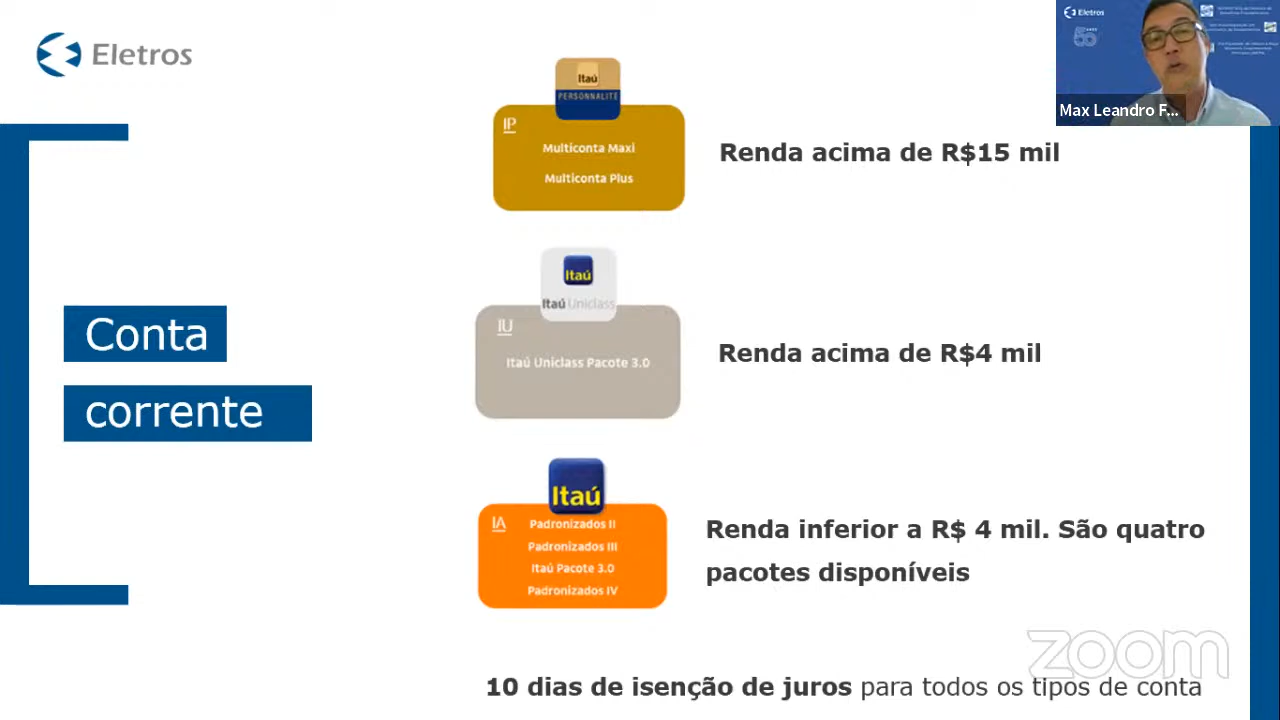 Eletros
Itaú
PERSONNALITÉ
IP
Multiconta Maxi
Multiconta Plus
Renda acima de R$15 mil
Eletros
Max Leandro F...
Conta
corrente
Itaú
Itaú Uniclass
IU
Itaú Uniclass Pacote 3.0
Renda acima de R$4 mil
Itaú
IA
Padronizados II
Padronizados III
Itaú Pacote 3.0
Padronizados IV
Renda inferior a R$ 4 mil. São quatro
pacotes disponíveis
zoom
10 dias de isenção de juros para todos os tipos de conta